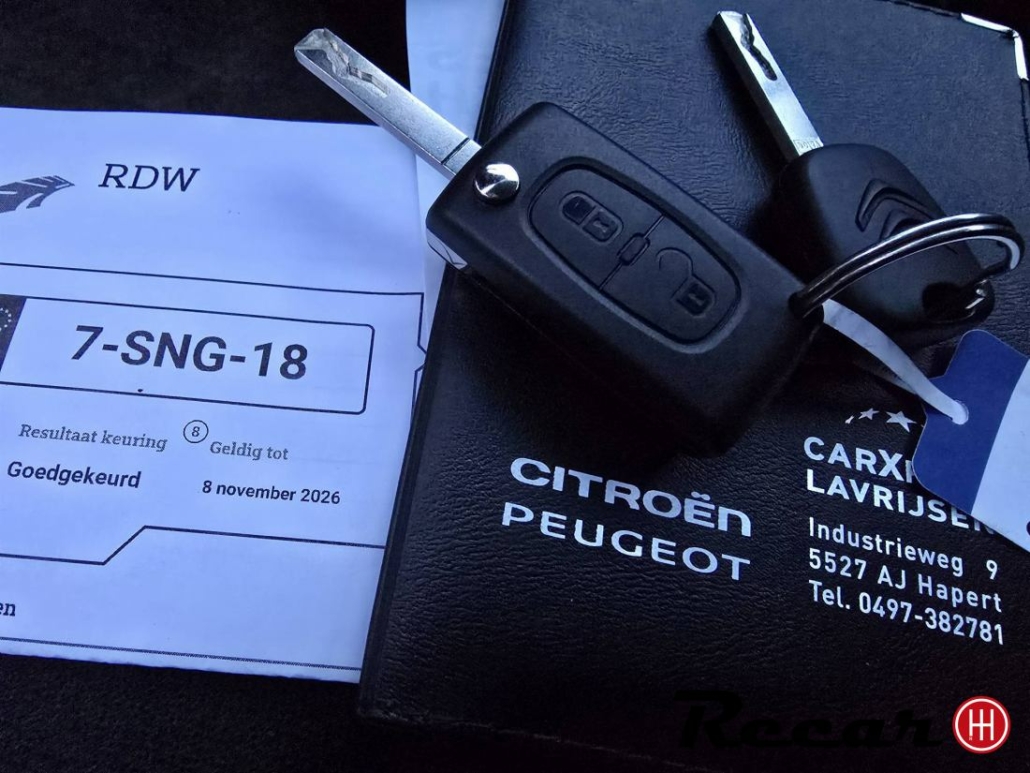 RDW
7-SNG-18
Resultaat keuring
8
Geldig tot
Goedgekeurd
8 november 2026
en
CITROËN
PEUGEOT
CARX
LAVRIJSEN
Industrieweg 9
5527 AJ Hapert
Tel. 0497-382781
Recar